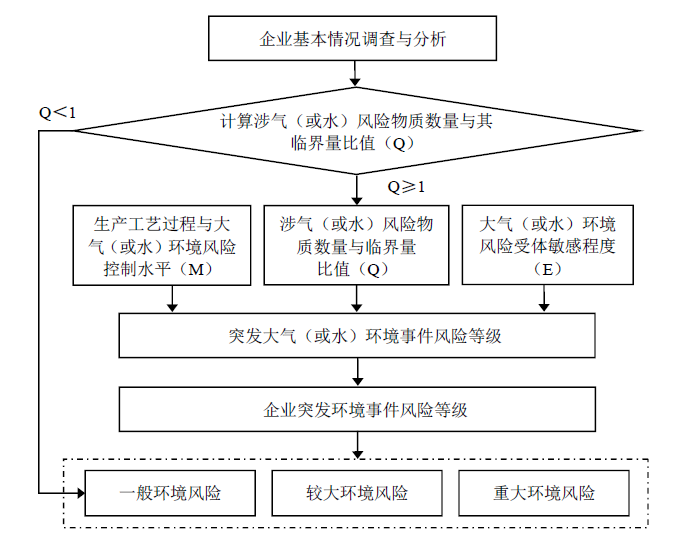 企业基本情况调查与分析
Q＜1
计算涉气（或水）风险物质数量与其
临界量比值（Q）
Q≥1
生产工艺过程与大
气（或水）环境风险
控制水平（M）
涉气（或水）风险物
质数量与临界量
比值（Q）
大气（或水）环境
风险受体敏感程度
（E）
突发大气（或水）环境事件风险等级
企业突发环境事件风险等级
一般环境风险
较大环境风险
重大环境风险